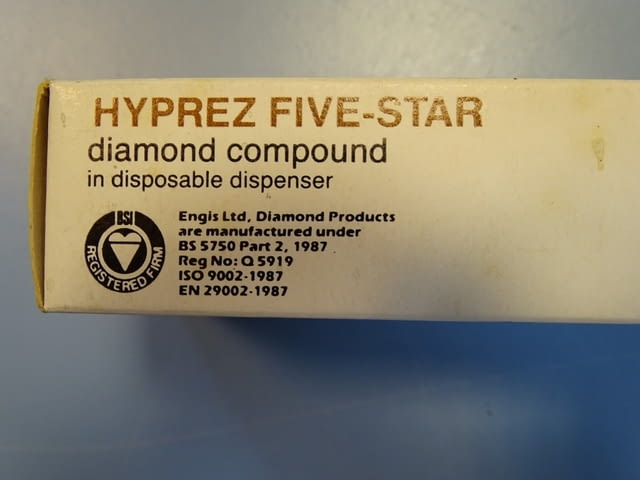 HYPREZ FIVE-STAR
diamond compound
in disposable dispenser
BSI
REGISTERED FIRM
Engis Ltd, Diamond Products
are manufactured under
BS 5750 Part 2, 1987
Reg No: Q 5919
ISO 9002-1987
EN 29002-1987